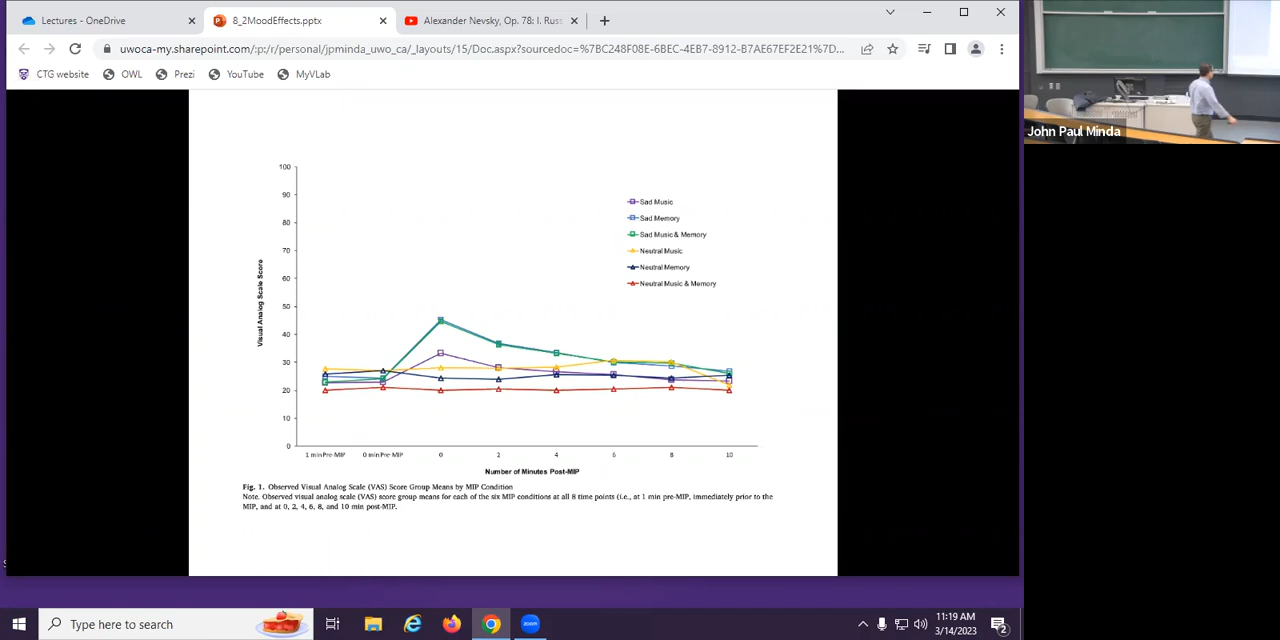 Lectures - OneDrive
8_2MoodEffects.pptx
Alexander Nevsky, Op. 78: I. Russ
uwoca-my.sharepoint.com/:p:/r/personal/jpminda_uwo_ca/_layouts/15/Doc.aspx?sourcedoc=%7BC248F08E-6BEC-4EB7-8912-B7AE67EF2E21%7D...
CTG website
OWL
Prezi
YouTube
MyVLab
John Paul Minda
100
90
80
70
60
50
40
30
20
10
0
Visual Analog Scale Score
Sad Music
Sad Memory
Sad Music & Memory
Neutral Music
Neutral Memory
Neutral Music & Memory
1 min Pre-MIP 0 min Pre-MIP 0 2 4 6 8 10
Number of Minutes Post-MIP
Fig. 1. Observed Visual Analog Scale (VAS) Score Group Means by MIP Condition
Note. Observed visual analog scale (VAS) score group means for each of the six MIP conditions at all 8 time points (i.e., at 1 min pre-MIP, immediately prior to the
MIP, and at 0, 2, 4, 6, 8, and 10 min post-MIP.
Type here to search
zoom
11:19 AM
3/14/2023
2